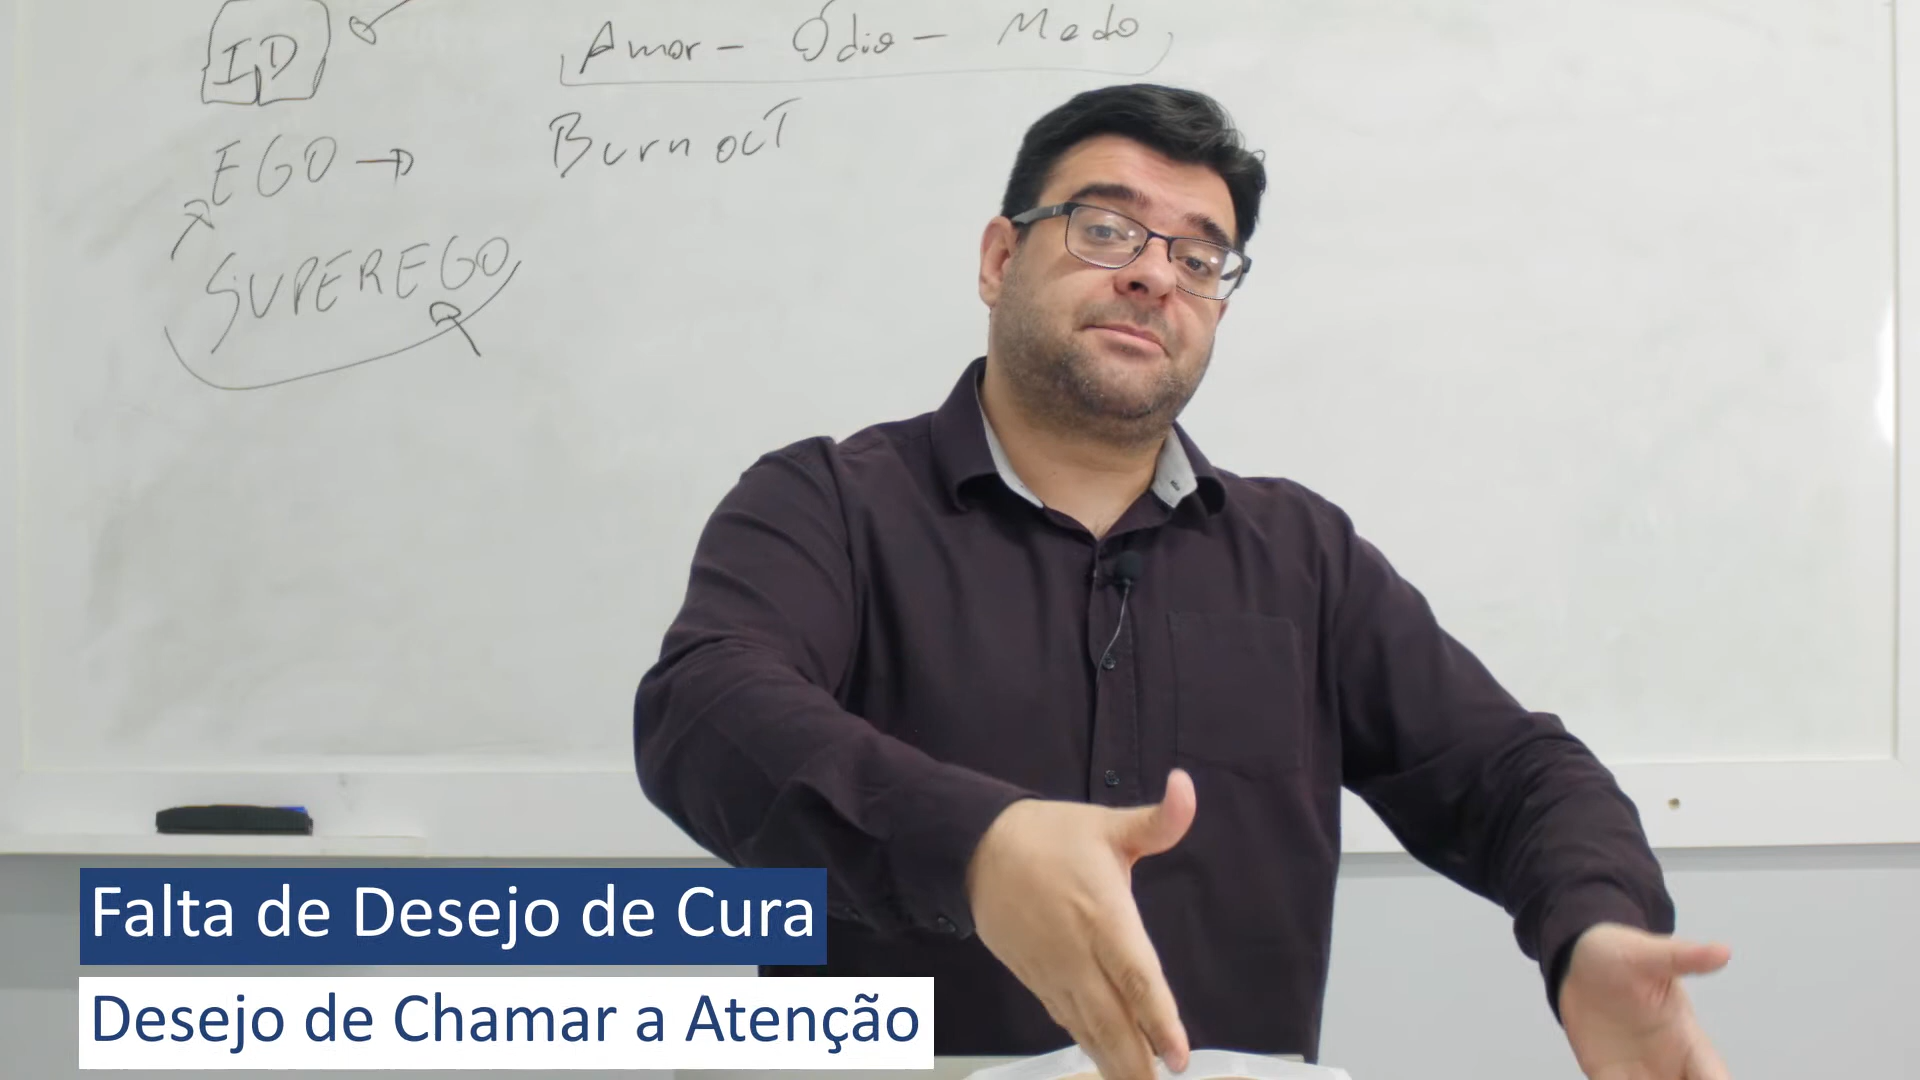 ID
Amor - Ódio - Medo
EGO →
Burnout
SUPEREGO
Falta de Desejo de Cura
Desejo de Chamar a Atenção